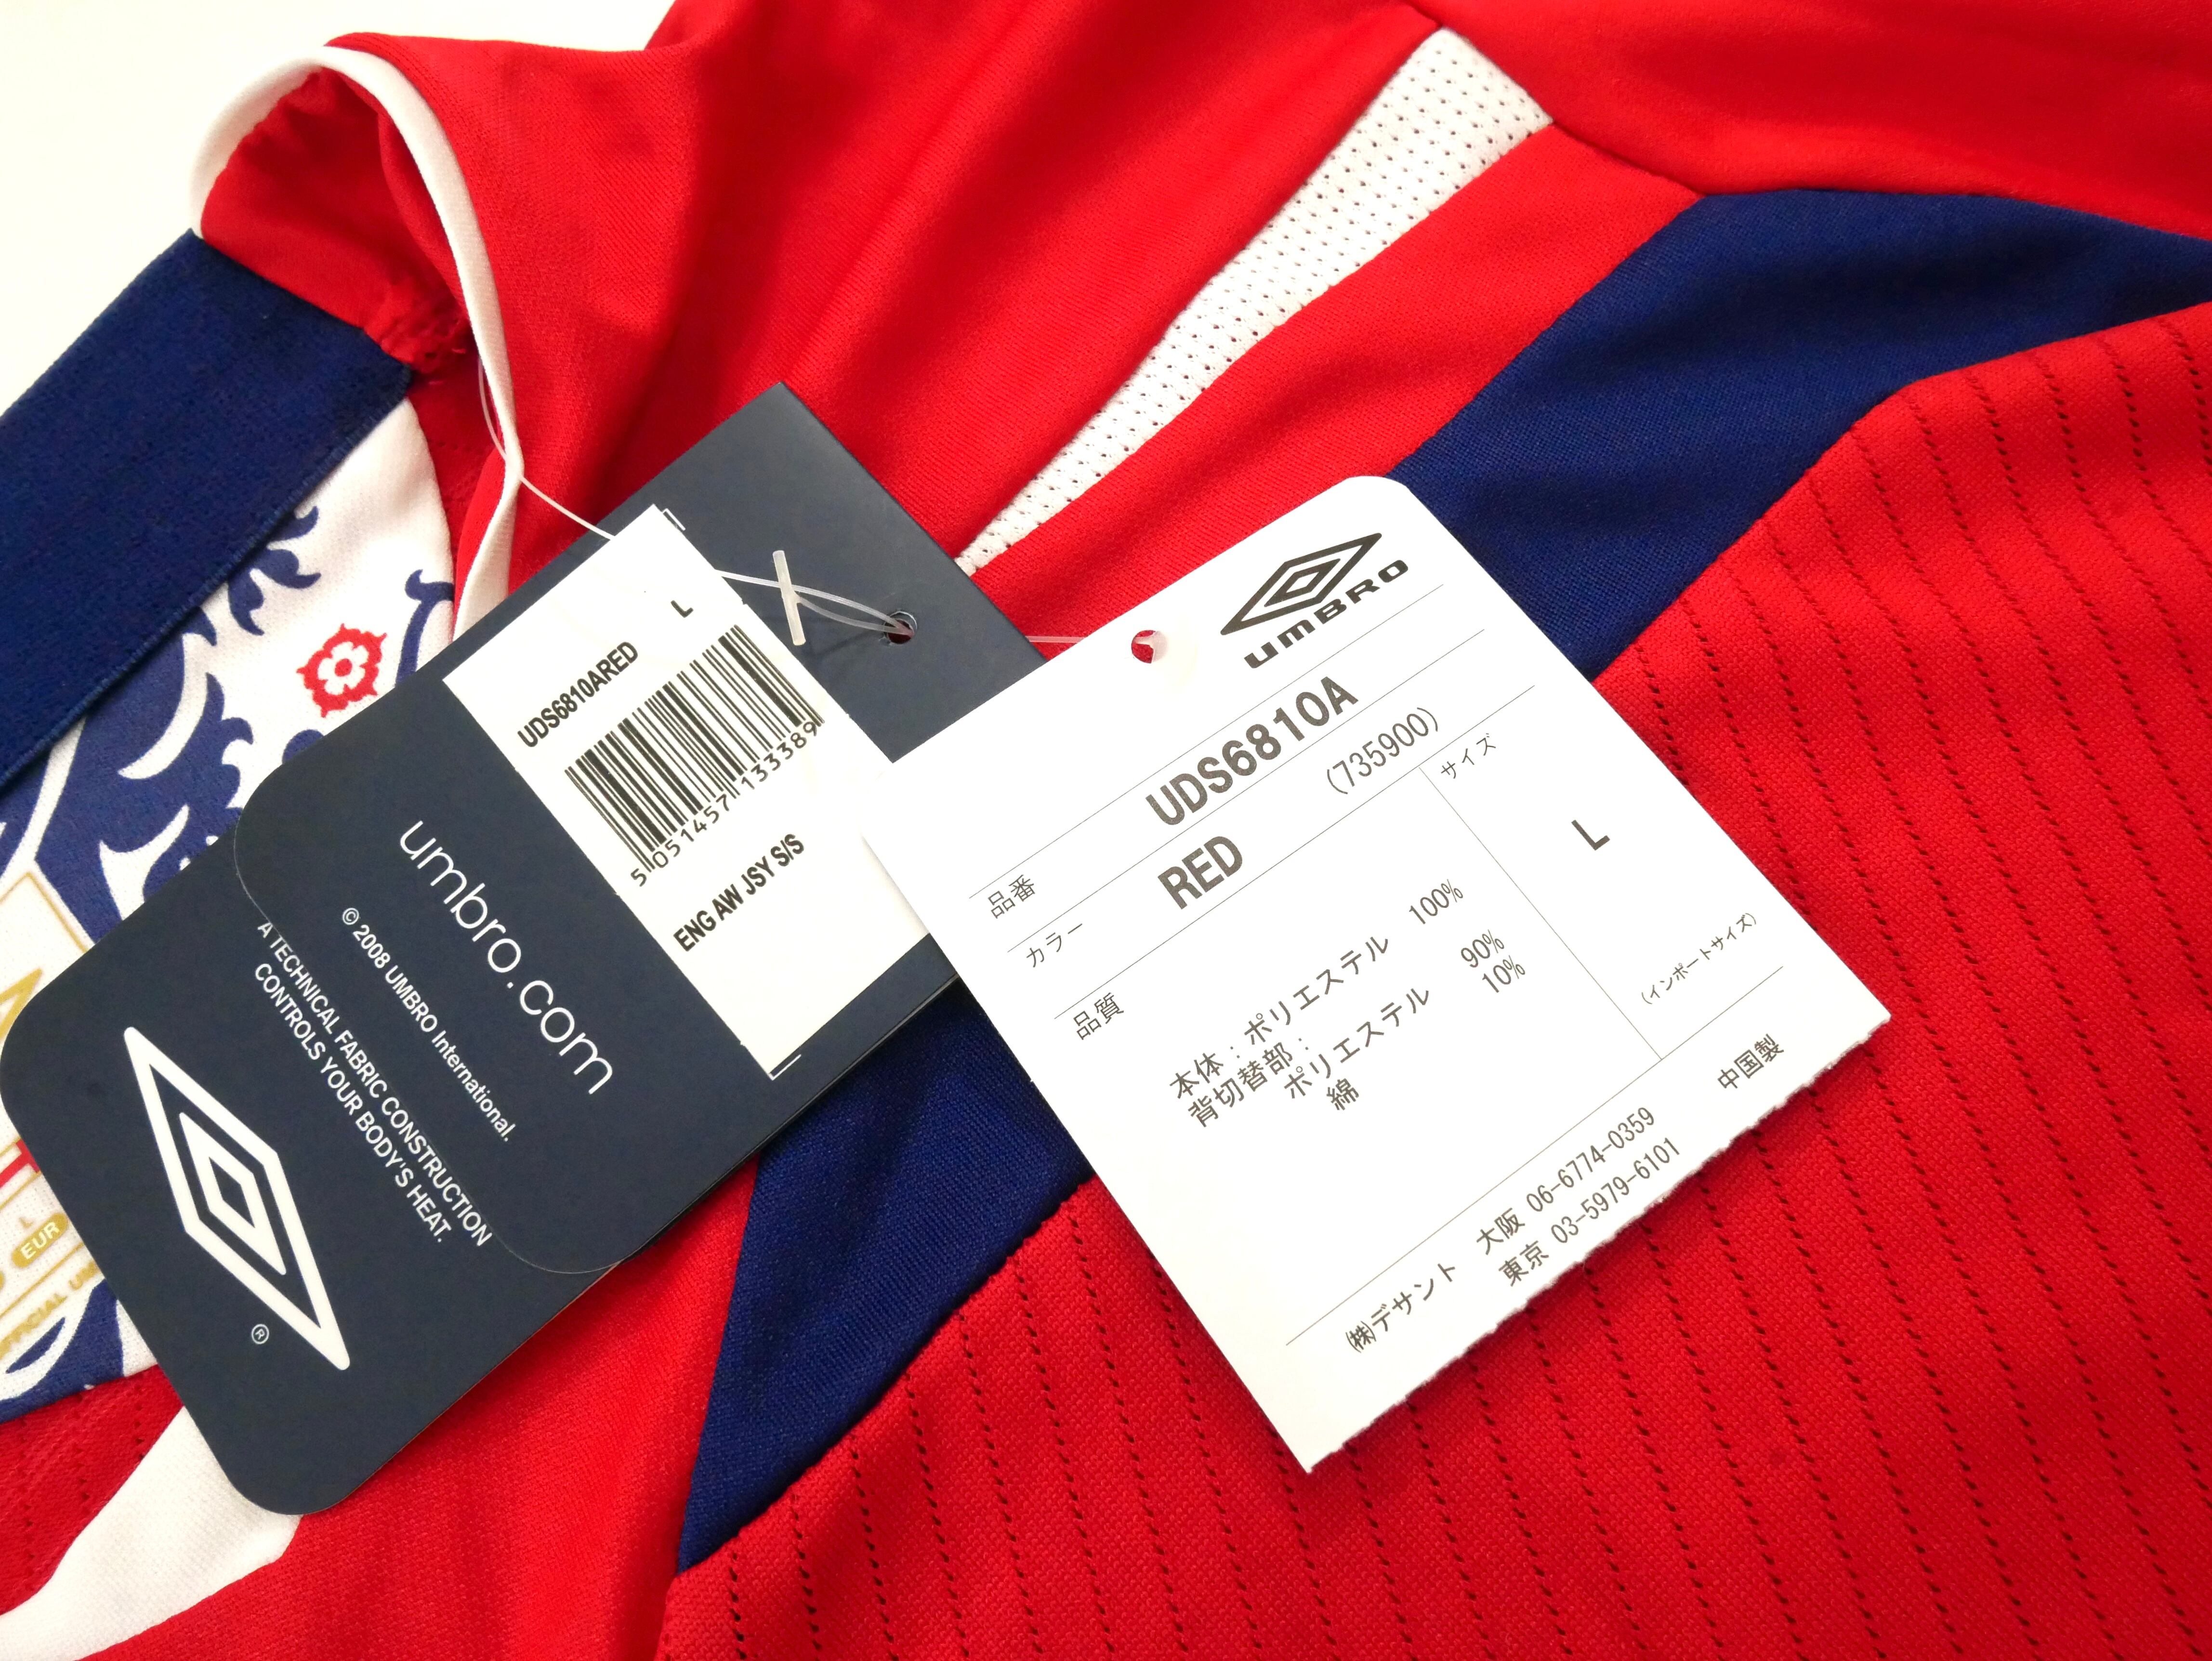 UDS6810ARED L
5 051457 133389
ENG AW JSY S/S
umbro.com
© 2008 UMBRO International.
A TECHNICAL FABRIC CONSTRUCTION
CONTROLS YOUR BODY'S HEAT.
®
UMBRO
品番 UDS6810A
カラー RED (735900)
品質
サイズ
L
(インポートサイズ)
本体:ポリエステル 100%
背切替部:
ポリエステル 90%
綿 10%
中国製
㈱デサント 大阪 06-6774-0359
東京 03-5979-6101
L
EUR